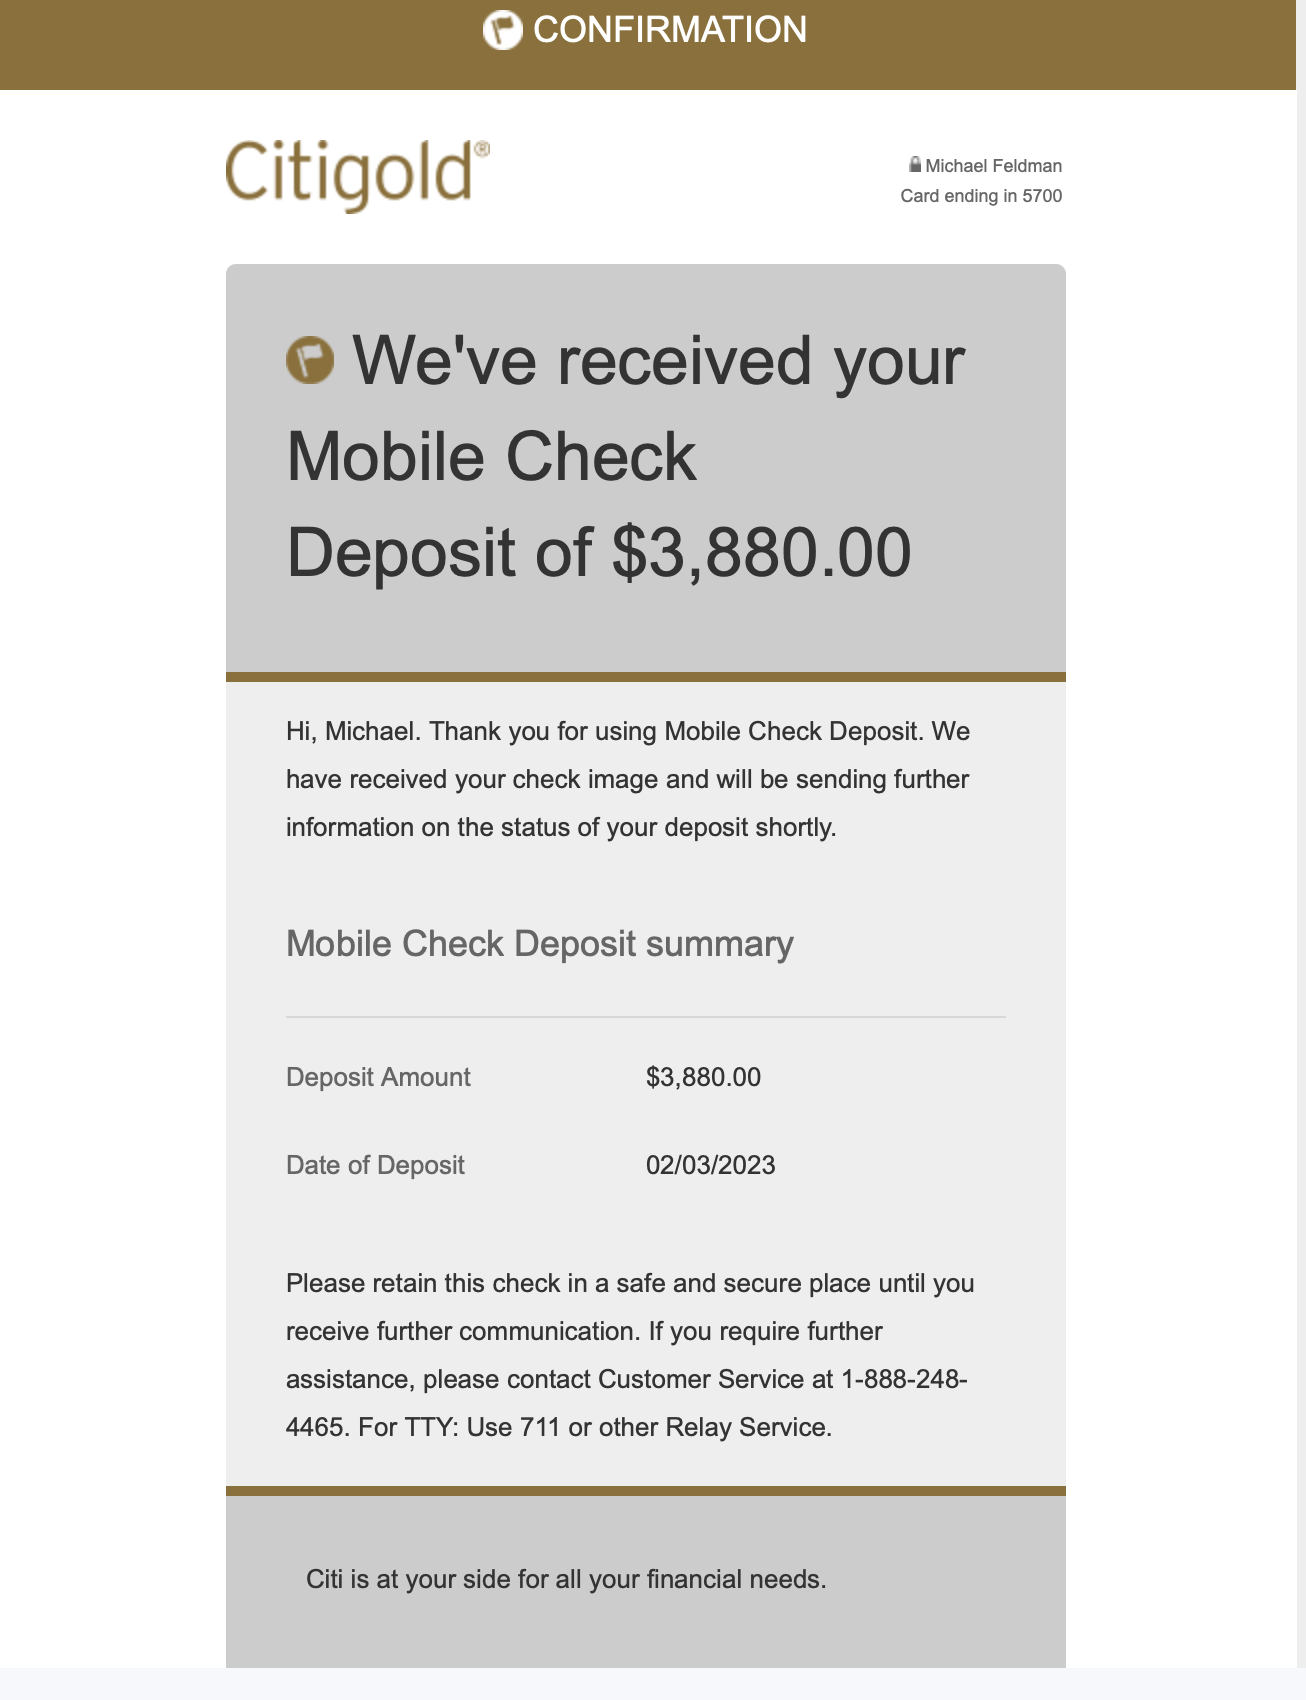 CONFIRMATION
Citigold®
Michael Feldman
Card ending in 5700
We've received your
Mobile Check
Deposit of $3,880.00
Hi, Michael. Thank you for using Mobile Check Deposit. We
have received your check image and will be sending further
information on the status of your deposit shortly.
Mobile Check Deposit summary
Deposit Amount $3,880.00
Date of Deposit 02/03/2023
Please retain this check in a safe and secure place until you
receive further communication. If you require further
assistance, please contact Customer Service at 1-888-248-
4465. For TTY: Use 711 or other Relay Service.
Citi is at your side for all your financial needs.